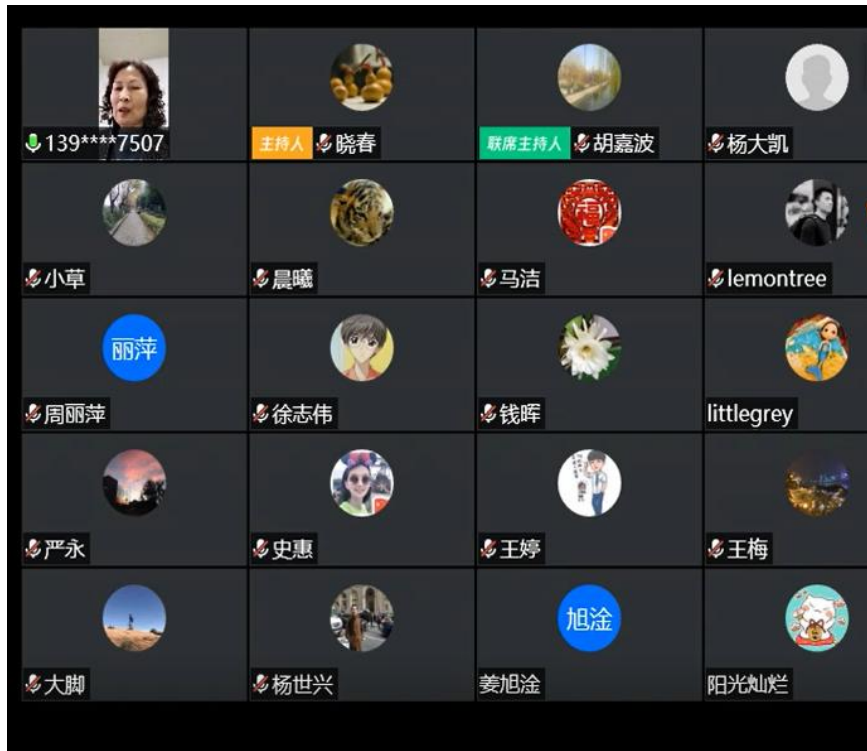 139****7507
主持人 晓春
联席主持人 胡嘉波
杨大凯
小草
晨曦
福
马洁
lemontree
丽萍
周丽萍
徐志伟
钱晖
littlegrey
严永
史惠
王婷
王梅
大脚
杨世兴
旭淦
姜旭淦
阳光灿烂